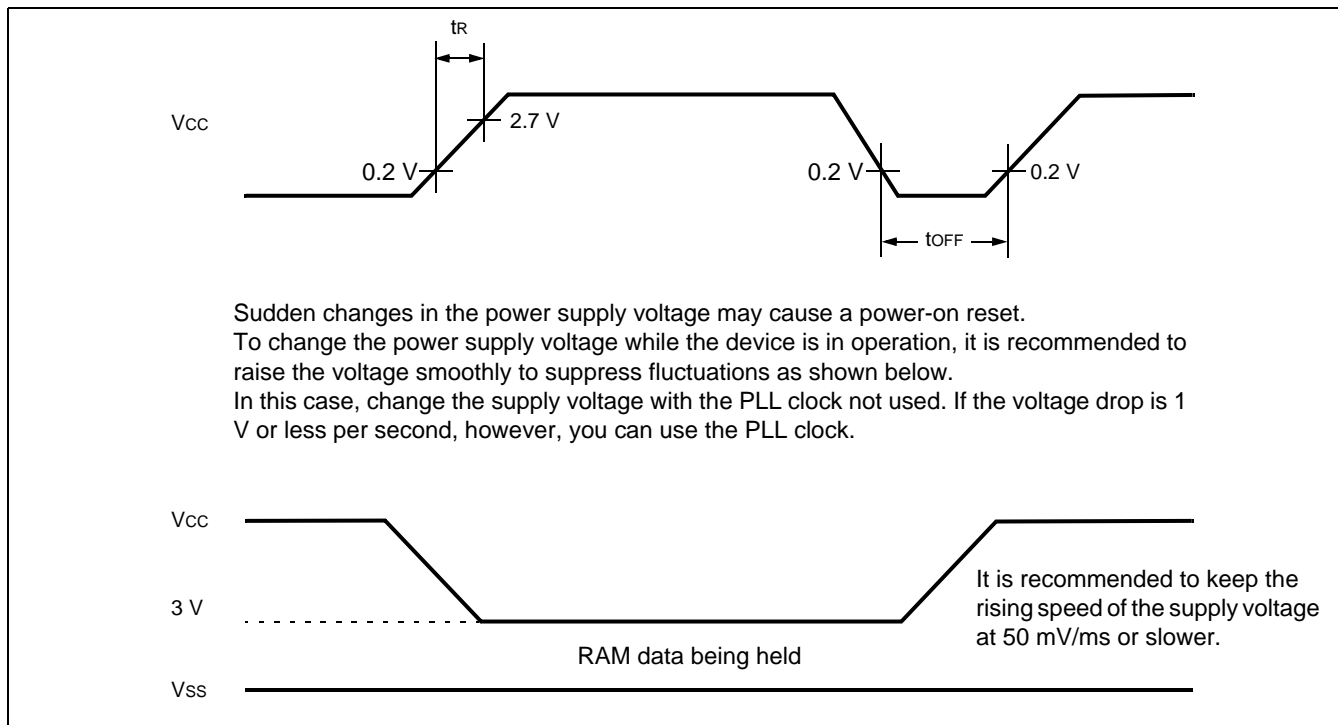 tR
VCC
2.7 V
0.2 V
0.2 V
0.2 V
tOFF
Sudden changes in the power supply voltage may cause a power-on reset.
To change the power supply voltage while the device is in operation, it is recommended to
raise the voltage smoothly to suppress fluctuations as shown below.
In this case, change the supply voltage with the PLL clock not used. If the voltage drop is 1
V or less per second, however, you can use the PLL clock.
VCC
3 V
It is recommended to keep the
rising speed of the supply voltage
at 50 mV/ms or slower.
RAM data being held
VSS